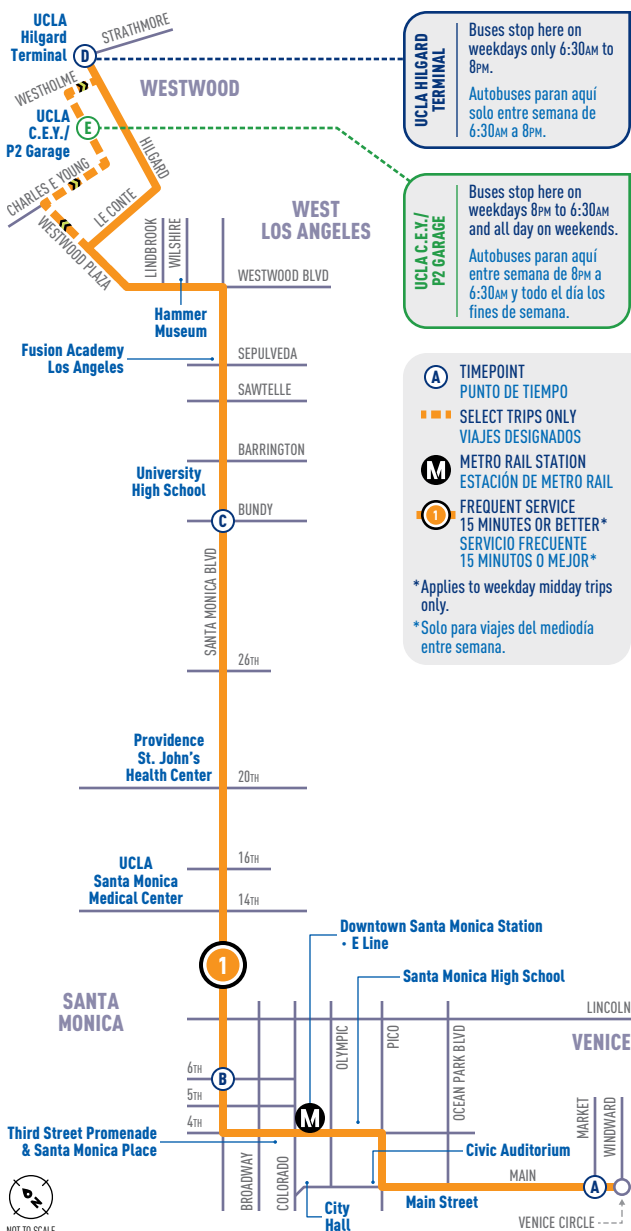 UCLA
Hilgard
Terminal
D
STRATHMORE
WESTWOOD
WESTHOLME
UCLA
C.E.Y./
P2 Garage
E
HILGARD
CHARLES E YOUNG
LE CONTE
WESTWOOD PLAZA
UCLA HILGARD
TERMINAL
Buses stop here on
weekdays only 6:30AM to
8PM.
Autobuses paran aquí
solo entre semana de
6:30AM a 8PM.
UCLA C.E.Y./
P2 GARAGE
Buses stop here on
weekdays 8PM to 6:30AM
and all day on weekends.
Autobuses paran aquí
entre semana de 8PM a
6:30AM y todo el día los
fines de semana.
WEST
LOS ANGELES
LINDBROOK
WILSHIRE
WESTWOOD BLVD
Hammer
Museum
Fusion Academy
Los Angeles
SEPULVEDA
SAWTELLE
BARRINGTON
University
High School
C
BUNDY
SANTA MONICA BLVD
A
TIMEPOINT
PUNTO DE TIEMPO
SELECT TRIPS ONLY
VIAJES DESIGNADOS
M
METRO RAIL STATION
ESTACIÓN DE METRO RAIL
1
FREQUENT SERVICE
15 MINUTES OR BETTER*
SERVICIO FRECUENTE
15 MINUTOS O MEJOR*
*Applies to weekday midday trips
only.
*Solo para viajes del mediodía
entre semana.
26TH
Providence
St. John's
Health Center
20TH
16TH
UCLA
Santa Monica
Medical Center
14TH
1
Downtown Santa Monica Station
• E Line
Santa Monica High School
SANTA
MONICA
LINCOLN
VENICE
OLYMPIC
PICO
OCEAN PARK BLVD
6TH
B
5TH
4TH
M
Third Street Promenade
& Santa Monica Place
BROADWAY
COLORADO
Civic Auditorium
City
Hall
MAIN
Main Street
MARKET
WINDWARD
A
VENICE CIRCLE
N
NOT TO SCALE